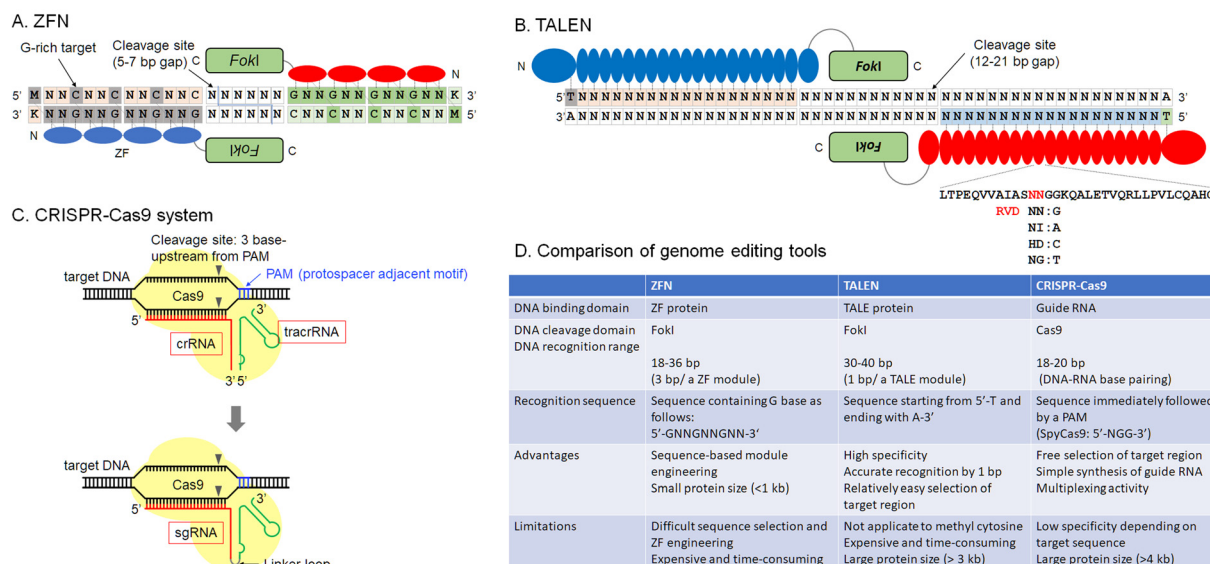 A. ZFN
G-rich target
Cleavage site
(5-7 bp gap)
C
FokI
N
5' M N N C N N C N N C N N C N N N N N N G N N G N N G N N G N N K 3'
3' K N N G N N G N N G N N G N N N N N N C N N C N N C N N C N N M 5'
N
ZF
FokI
C
B. TALEN
FokI
C
Cleavage site
(12-21 bp gap)
N
5' T N N N N N N N N N N N N N N N N N N N N N N N N N N N N N N N N N N N N N N N N N N N N N N N N N A 3'
3' A N N N N N N N N N N N N N N N N N N N N N N N N N N N N N N N N N N N N N N N N N N N N N N N N N T 5'
C
FokI
N
LTPEQVVAIASNNGGKQALETVQRLLPVLCQAHG
RVD NN:G
NI:A
HD:C
NG:T
C. CRISPR-Cas9 system
Cleavage site: 3 base-
upstream from PAM
target DNA
PAM (protospacer adjacent motif)
Cas9
5'
3'
crRNA
tracrRNA
3' 5'
target DNA
Cas9
5'
3'
sgRNA
Linker loop
D. Comparison of genome editing tools
ZFN TALEN CRISPR-Cas9
DNA binding domain ZF protein TALE protein Guide RNA
DNA cleavage domain FokI FokI Cas9
DNA recognition range
18-36 bp 30-40 bp 18-20 bp
(3 bp/ a ZF module) (1 bp/ a TALE module) (DNA-RNA base pairing)
Recognition sequence Sequence containing G base as Sequence starting from 5'-T and Sequence immediately followed
follows: ending with A-3' by a PAM
5'-GNNGNNGNN-3' (SpyCas9: 5'-NGG-3')
Advantages Sequence-based module High specificity Free selection of target region
engineering Accurate recognition by 1 bp Simple synthesis of guide RNA
Small protein size (<1 kb) Relatively easy selection of Multiplexing activity
target region
Limitations Difficult sequence selection and Not applicate to methyl cytosine Low specificity depending on
ZF engineering Expensive and time-consuming target sequence
Expensive and time-consuming Large protein size (> 3 kb) Large protein size (>4 kb)